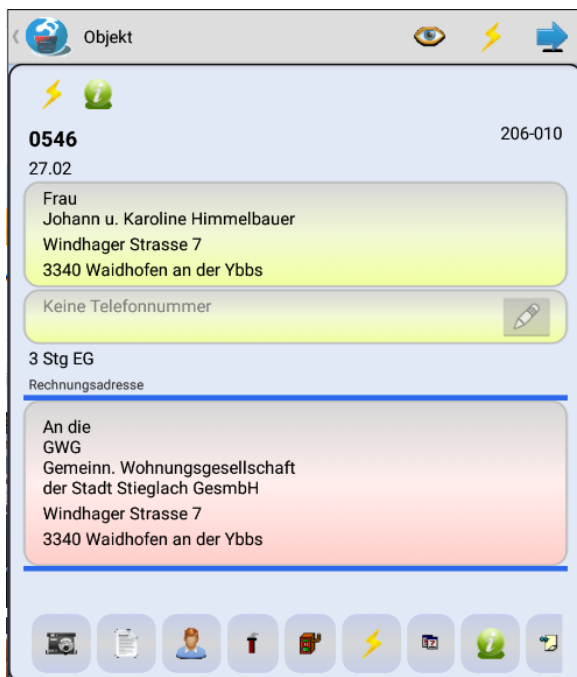 Objekt
0546
206-010
27.02
Frau
Johann u. Karoline Himmelbauer
Windhager Strasse 7
3340 Waidhofen an der Ybbs
Keine Telefonnummer
3 Stg EG
Rechnungsadresse
An die
GWG
Gemeinn. Wohnungsgesellschaft
der Stadt Stieglach GesmbH
Windhager Strasse 7
3340 Waidhofen an der Ybbs